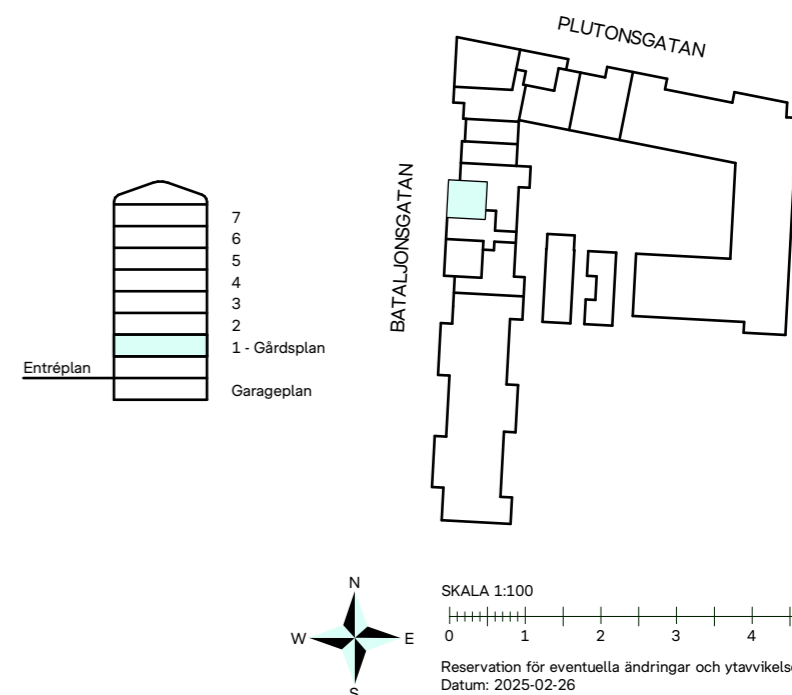 PLUTONSGATAN
BATALJONSGATAN
7
6
5
4
3
2
1 - Gårdsplan
Entréplan
Garageplan
N
W E
S
SKALA 1:100
0 1 2 3 4
Reservation för eventuella ändringar och ytavvikelse
Datum: 2025-02-26